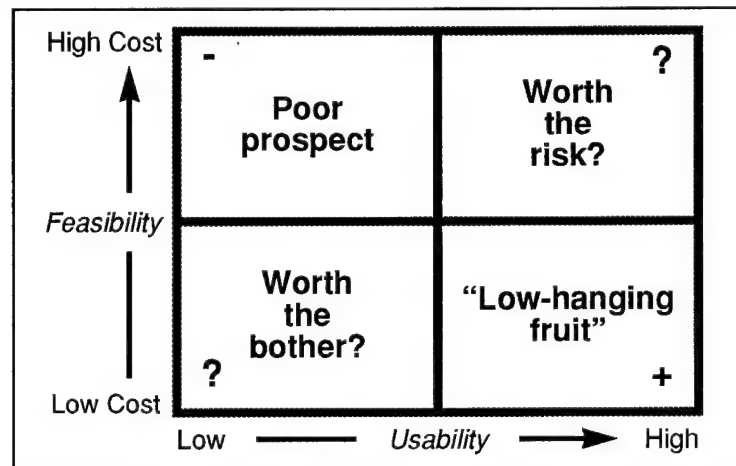 High Cost
-
?
Poor
prospect
Worth
the
risk?
Feasibility
Worth
the
bother?
?
“Low-hanging
fruit”
+
Low Cost
Low
Usability
High